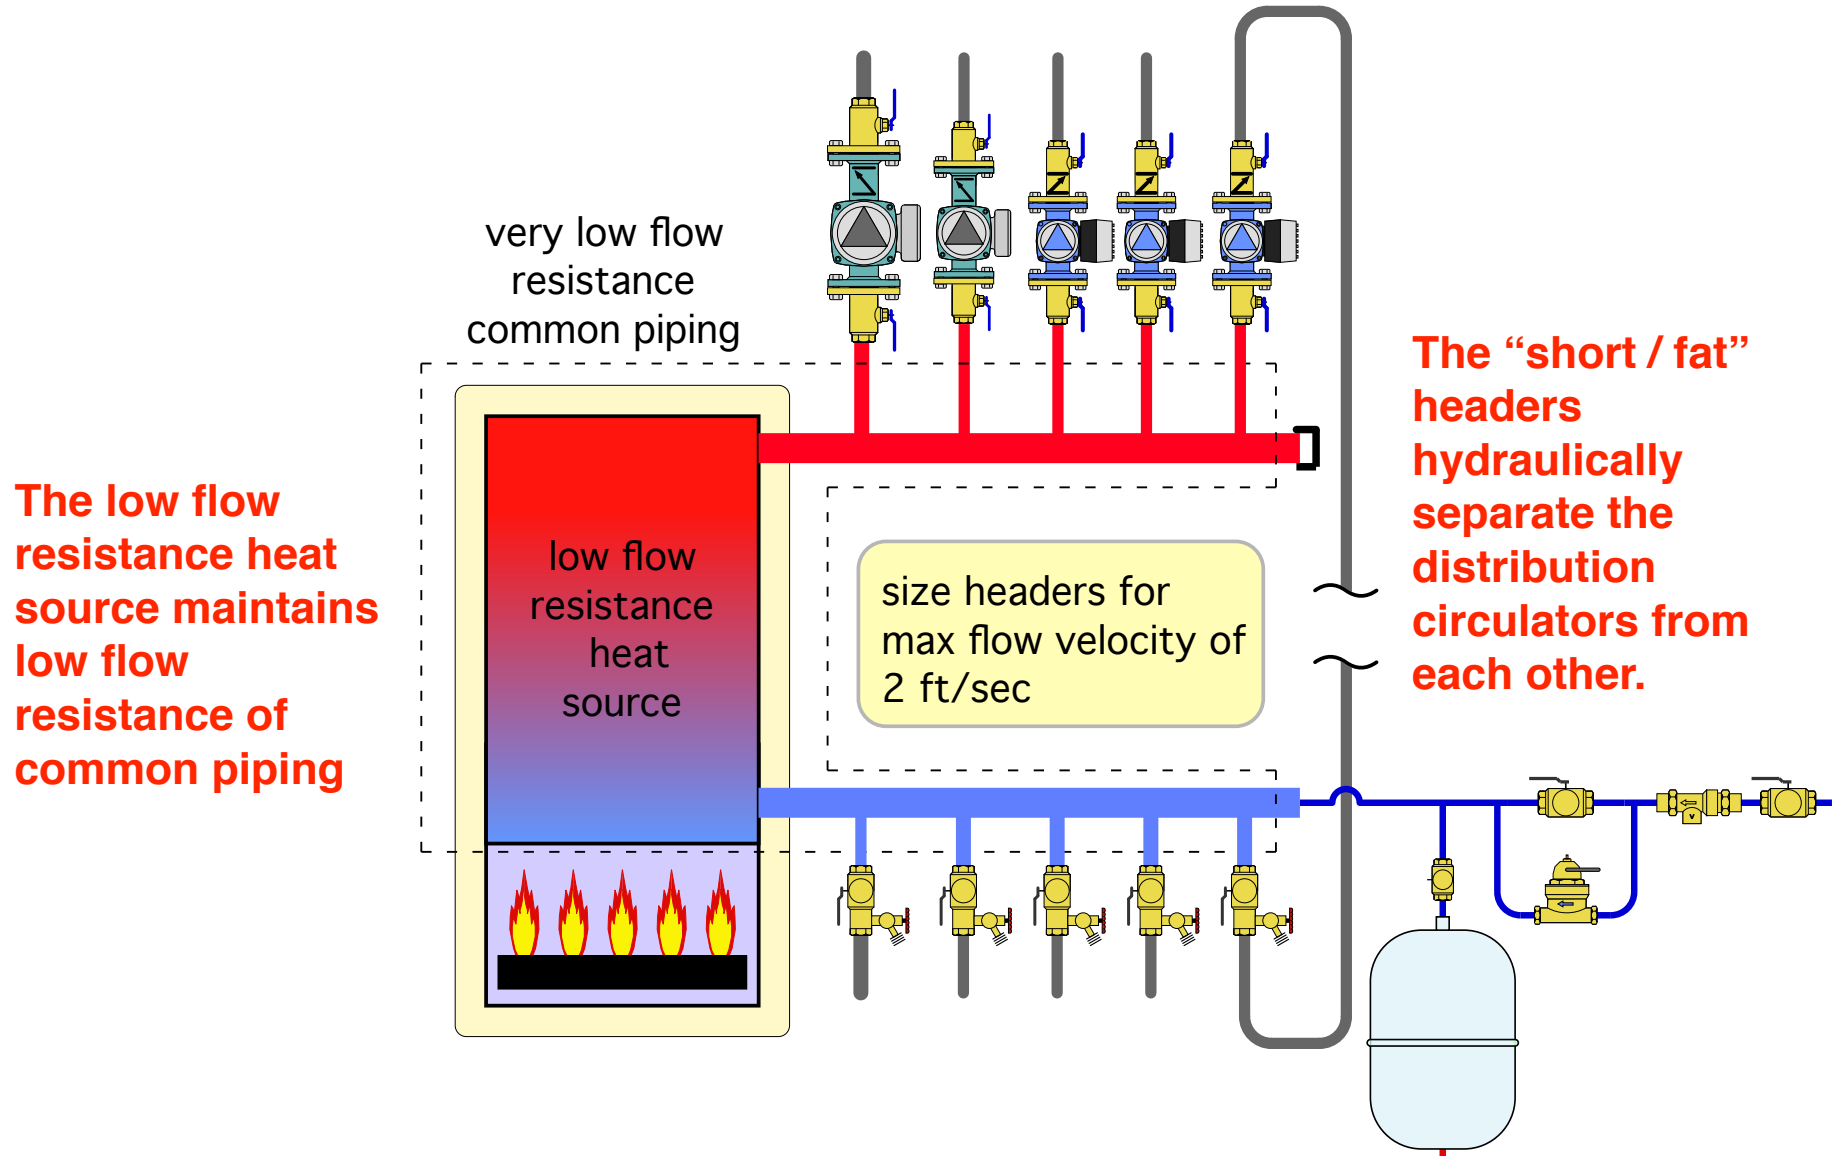 very low flow
resistance
common piping
The “short / fat”
headers
hydraulically
separate the
distribution
circulators from
each other.
The low flow
resistance heat
source maintains
low flow
resistance of
common piping
low flow
resistance
heat
source
size headers for
max flow velocity of
2 ft/sec
v